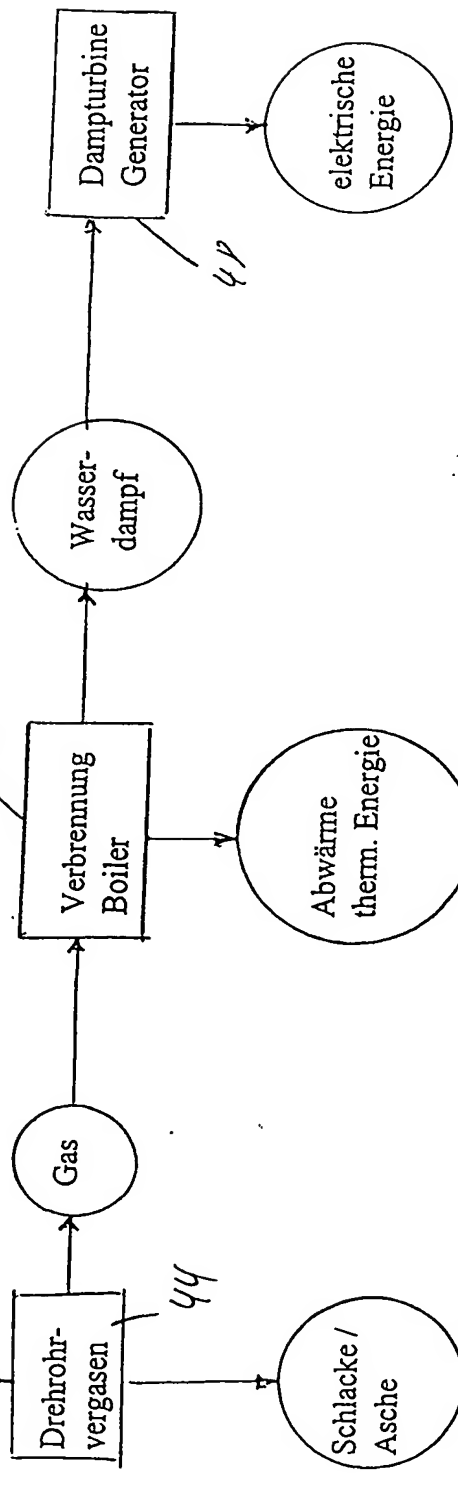 Drehrohr-
vergasen
44
Gas
Verbrennung
Boiler
Wasser-
dampf
Dampturbine
Generator
Schlacke /
Asche
Abwärme
therm. Energie
elektrische
Energie